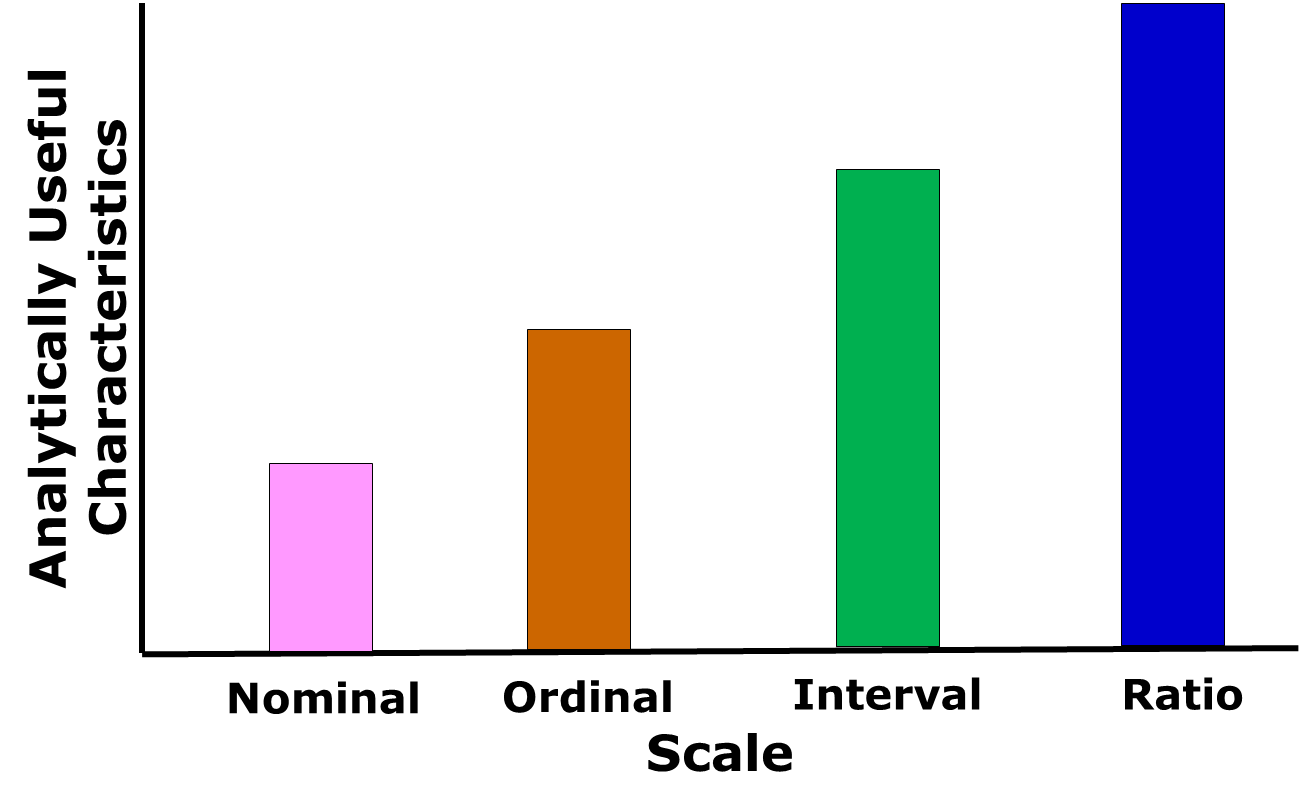 Analytically Useful
Characteristics
Nominal
Ordinal
Interval
Ratio
Scale